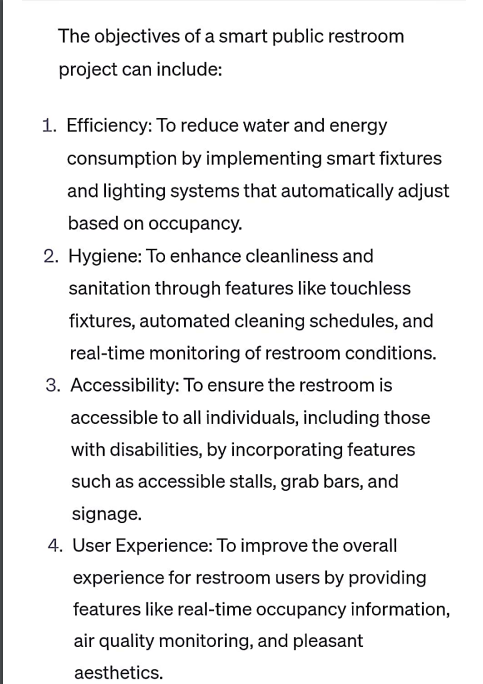 The objectives of a smart public restroom
project can include:
1. Efficiency: To reduce water and energy
consumption by implementing smart fixtures
and lighting systems that automatically adjust
based on occupancy.
2. Hygiene: To enhance cleanliness and
sanitation through features like touchless
fixtures, automated cleaning schedules, and
real-time monitoring of restroom conditions.
3. Accessibility: To ensure the restroom is
accessible to all individuals, including those
with disabilities, by incorporating features
such as accessible stalls, grab bars, and
signage.
4. User Experience: To improve the overall
experience for restroom users by providing
features like real-time occupancy information,
air quality monitoring, and pleasant
aesthetics.